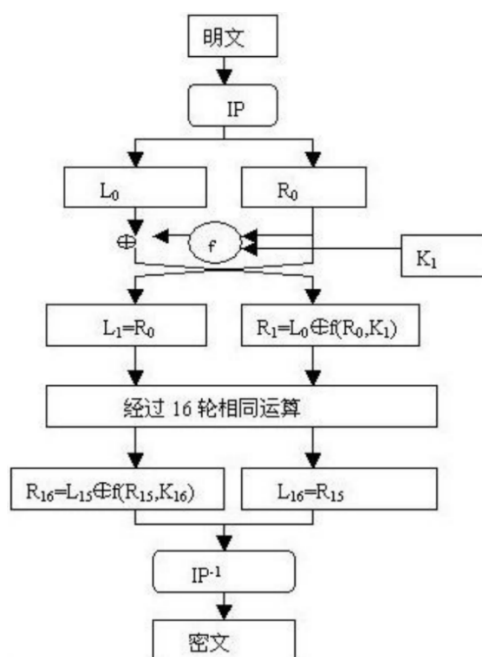 明文
IP
L₀
R₀
⊕
f
K₁
L₁=R₀
R₁=L₀⊕f(R₀,K₁)
经过 16 轮相同运算
R₁₆=L₁₅⊕f(R₁₅,K₁₆)
L₁₆=R₁₅
IP⁻¹
密文